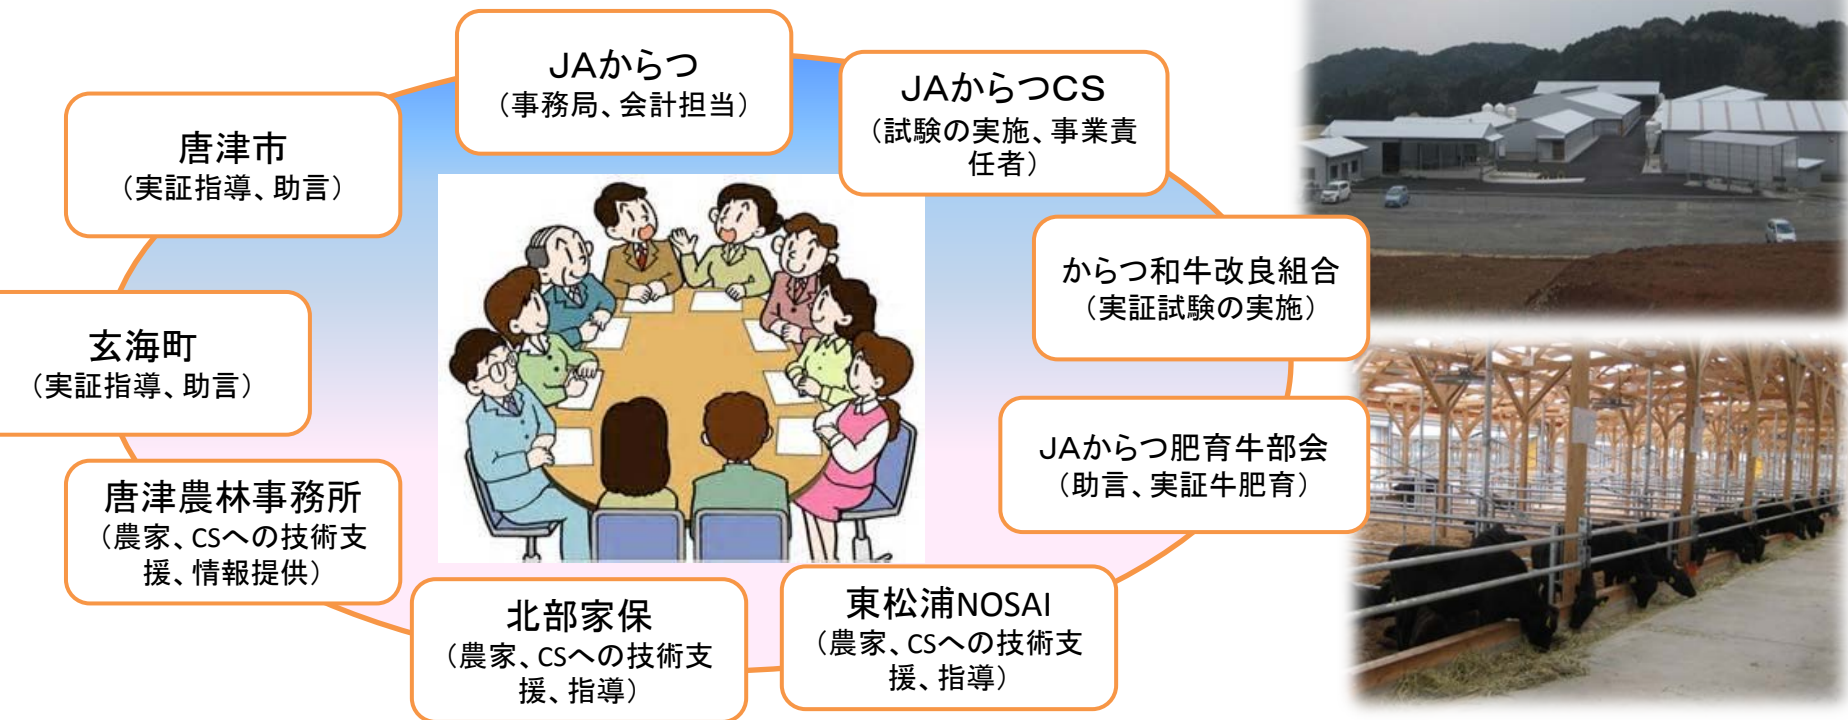 JAからつ
（事務局、会計担当）
JAからつCS
（試験の実施、事業責
任者）
唐津市
（実証指導、助言）
からつ和牛改良組合
（実証試験の実施）
玄海町
（実証指導、助言）
JAからつ肥育牛部会
（助言、実証牛肥育）
唐津農林事務所
（農家、CSへの技術支
援、情報提供）
東松浦NOSAI
（農家、CSへの技術支
援、指導）
北部家保
（農家、CSへの技術支
援、指導）